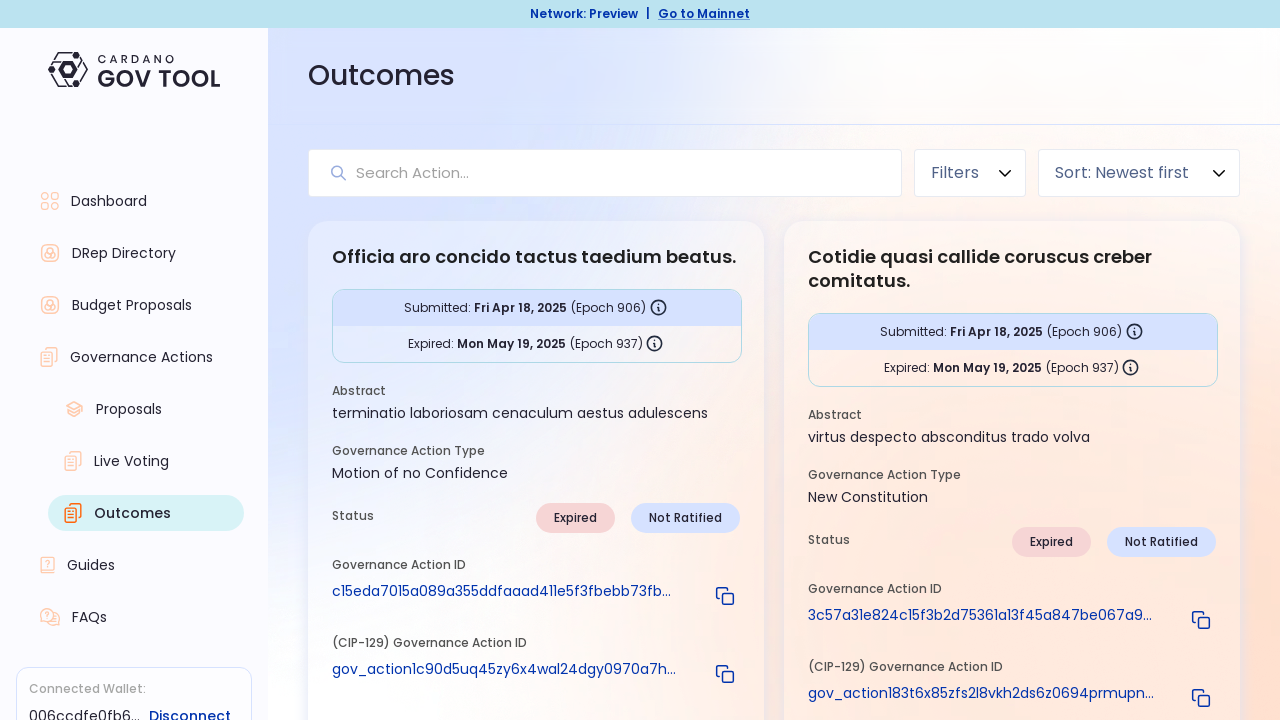 Network: Preview | Go to Mainnet
CARDANO
GOV TOOL
Dashboard
DRep Directory
Budget Proposals
Governance Actions
Proposals
Live Voting
Outcomes
Guides
FAQs
Connected Wallet:
006ccdfe0fb6... Disconnect
Outcomes
Search Action...
Filters
Sort: Newest first
Officia aro concido tactus taedium beatus.
Submitted: Fri Apr 18, 2025 (Epoch 906)
Expired: Mon May 19, 2025 (Epoch 937)
Abstract
terminatio laboriosam cenaculum aestus adulescens
Governance Action Type
Motion of no Confidence
Status Expired Not Ratified
Governance Action ID
c15eda7015a089a355ddfaaad411e5f3fbebb73fb...
(CIP-129) Governance Action ID
gov_action1c90d5uq45zy6x4wal24dgy0970a7h...
Cotidie quasi callide coruscus creber
comitatus.
Submitted: Fri Apr 18, 2025 (Epoch 906)
Expired: Mon May 19, 2025 (Epoch 937)
Abstract
virtus despecto absconditus trado volva
Governance Action Type
New Constitution
Status Expired Not Ratified
Governance Action ID
3c57a31e824c15f3b2d75361a13f45a847be067a9...
(CIP-129) Governance Action ID
gov_action183t6x85zfs2l8vkh2ds6z0694prmupn...